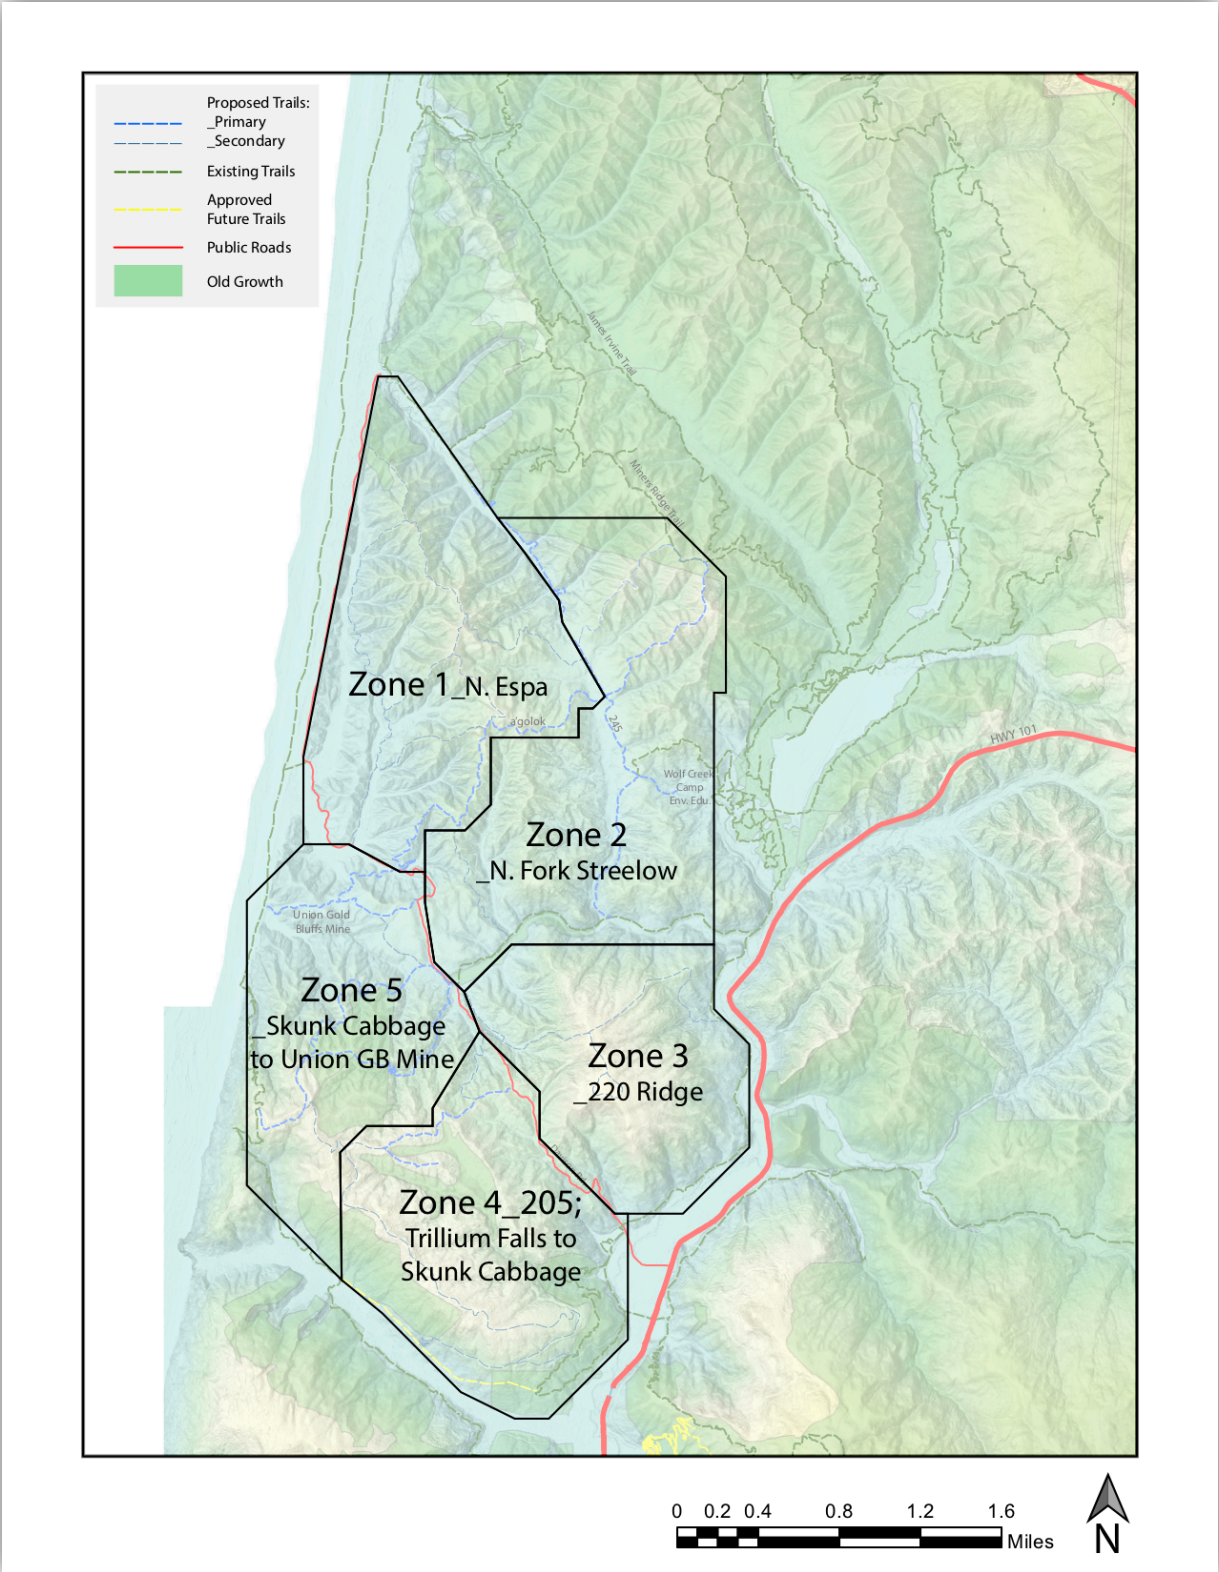 Proposed Trails:
_Primary
_Secondary
Existing Trails
Approved
Future Trails
Public Roads
Old Growth
James Irvine Trail
Miners Ridge Trail
Zone 1_N. Espa
a'golok
245
HWY 101
Wolf Creek
Camp
Env. Edu.
Zone 2
_N. Fork Streelow
Union Gold
Bluffs Mine
Zone 5
_Skunk Cabbage
to Union GB Mine
Zone 3
_220 Ridge
Zone 4_205;
Trillium Falls to
Skunk Cabbage
0 0.2 0.4 0.8 1.2 1.6
Miles
N